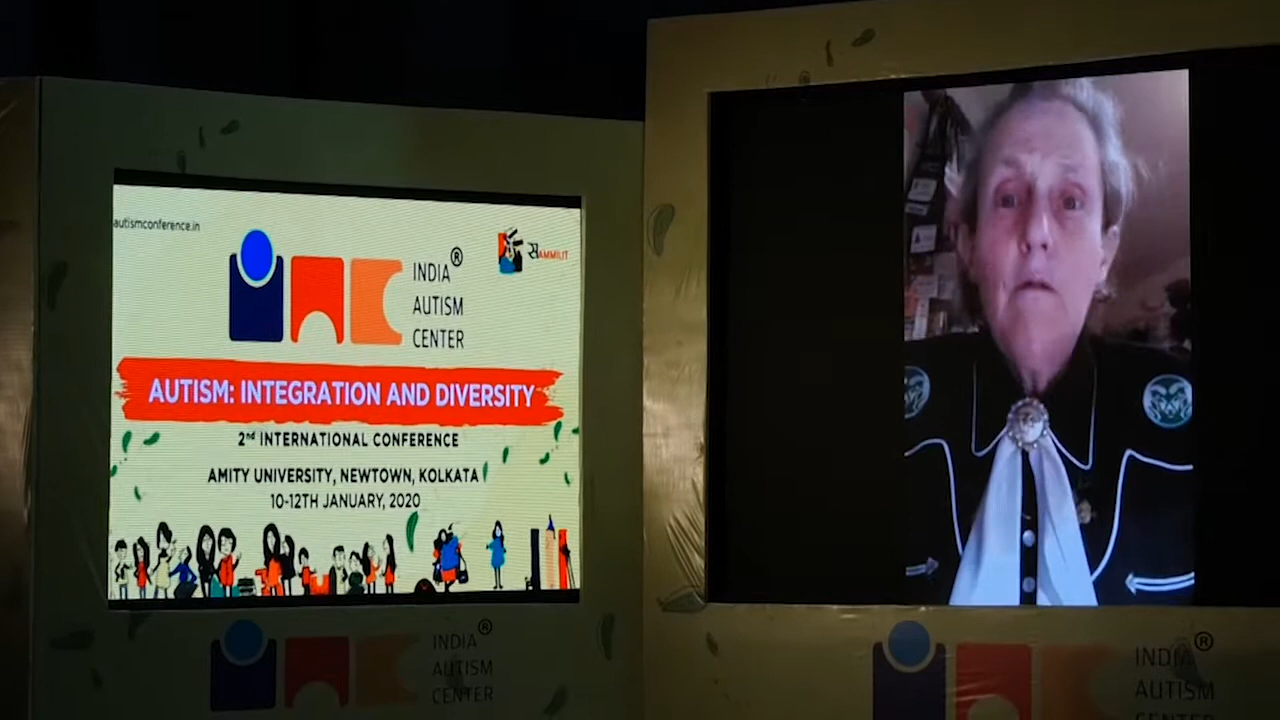 autismconference.in
INDIA ®
AUTISM
CENTER
AMMILIT
AUTISM: INTEGRATION AND DIVERSITY
2nd INTERNATIONAL CONFERENCE
AMITY UNIVERSITY, NEWTOWN, KOLKATA
10-12TH JANUARY, 2020
INDIA ®
AUTISM
CENTER
INDIA ®
AUTISM
CENTER